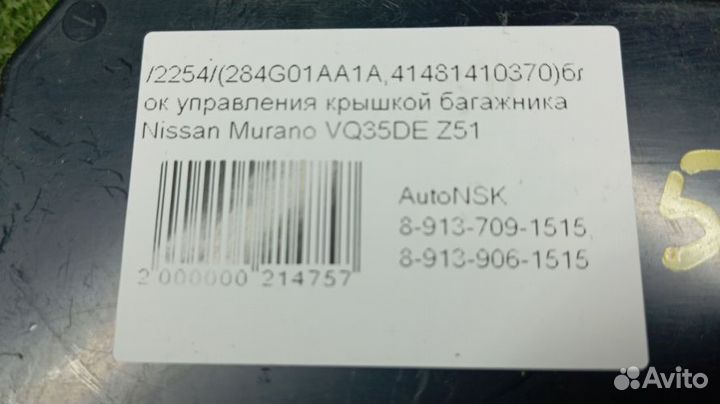 /2254/(284G01AA1A,41481410370)бл
ок управления крышкой багажника
Nissan Murano VQ35DE Z51
AutoNSK
8-913-709-1515,
8-913-906-1515
2 000000 214757
5
Avito